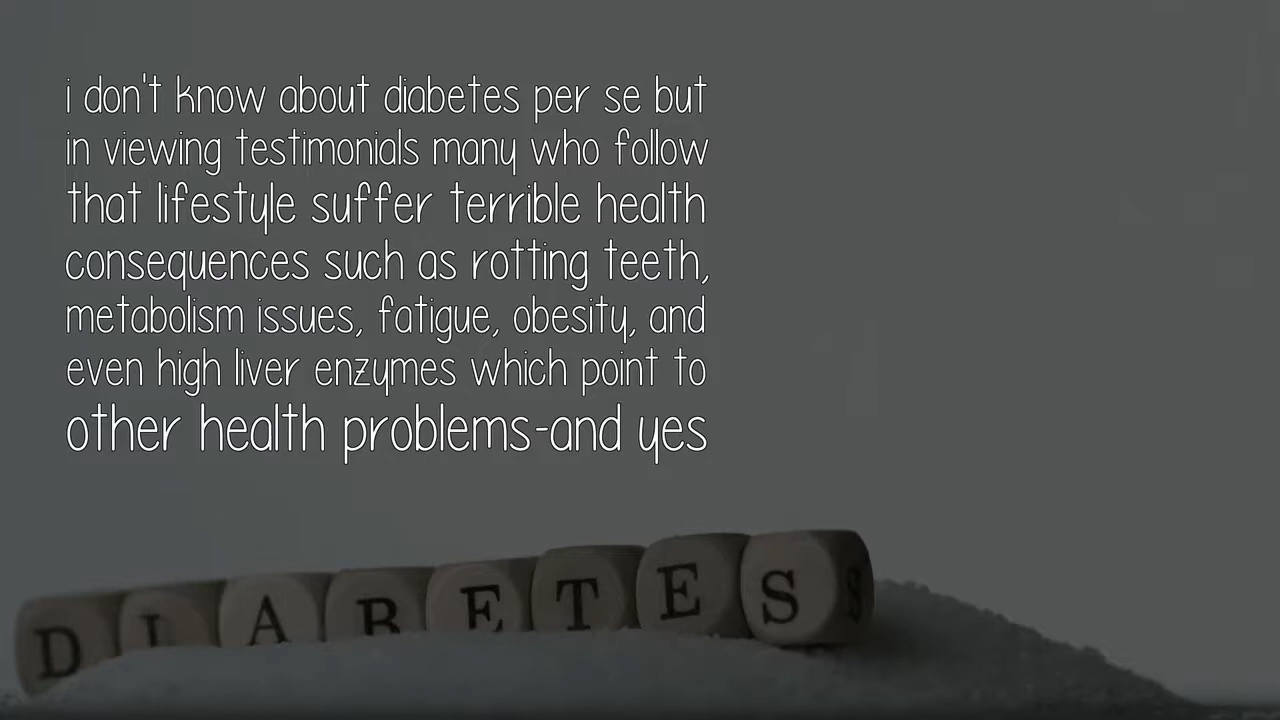 i don't know about diabetes per se but
in viewing testimonials many who follow
that lifestyle suffer terrible health
consequences such as rotting teeth,
metabolism issues, fatigue, obesity, and
even high liver enzymes which point to
other health problems-and yes
DIABETES S